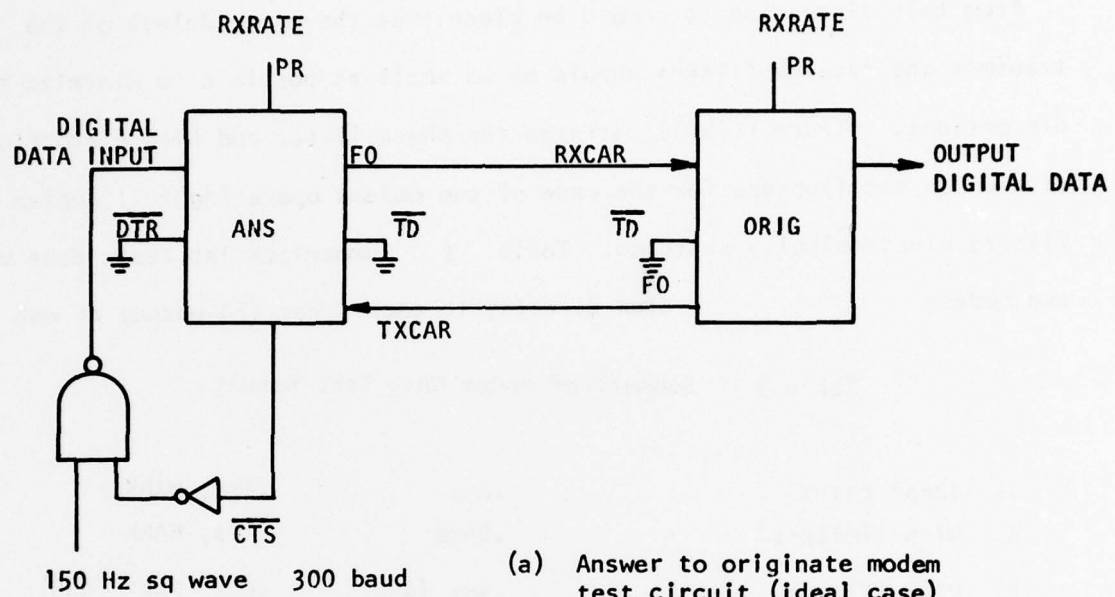 RXRATE
PR
RXRATE
PR
DIGITAL
DATA INPUT
FO
RXCAR
OUTPUT
DIGITAL DATA
DTR
ANS
TD
TD
ORIG
FO
TXCAR
CTS
150 Hz sq wave 300 baud
(a) Answer to originate modem
test circuit (ideal case)